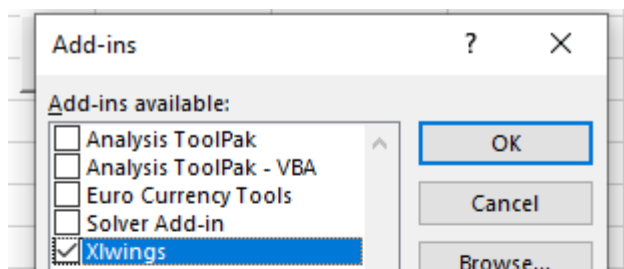 Add-ins ? ×
Add-ins available:
Analysis ToolPak
Analysis ToolPak - VBA
Euro Currency Tools
Solver Add-in
Xlwings
OK
Cancel
Browse...